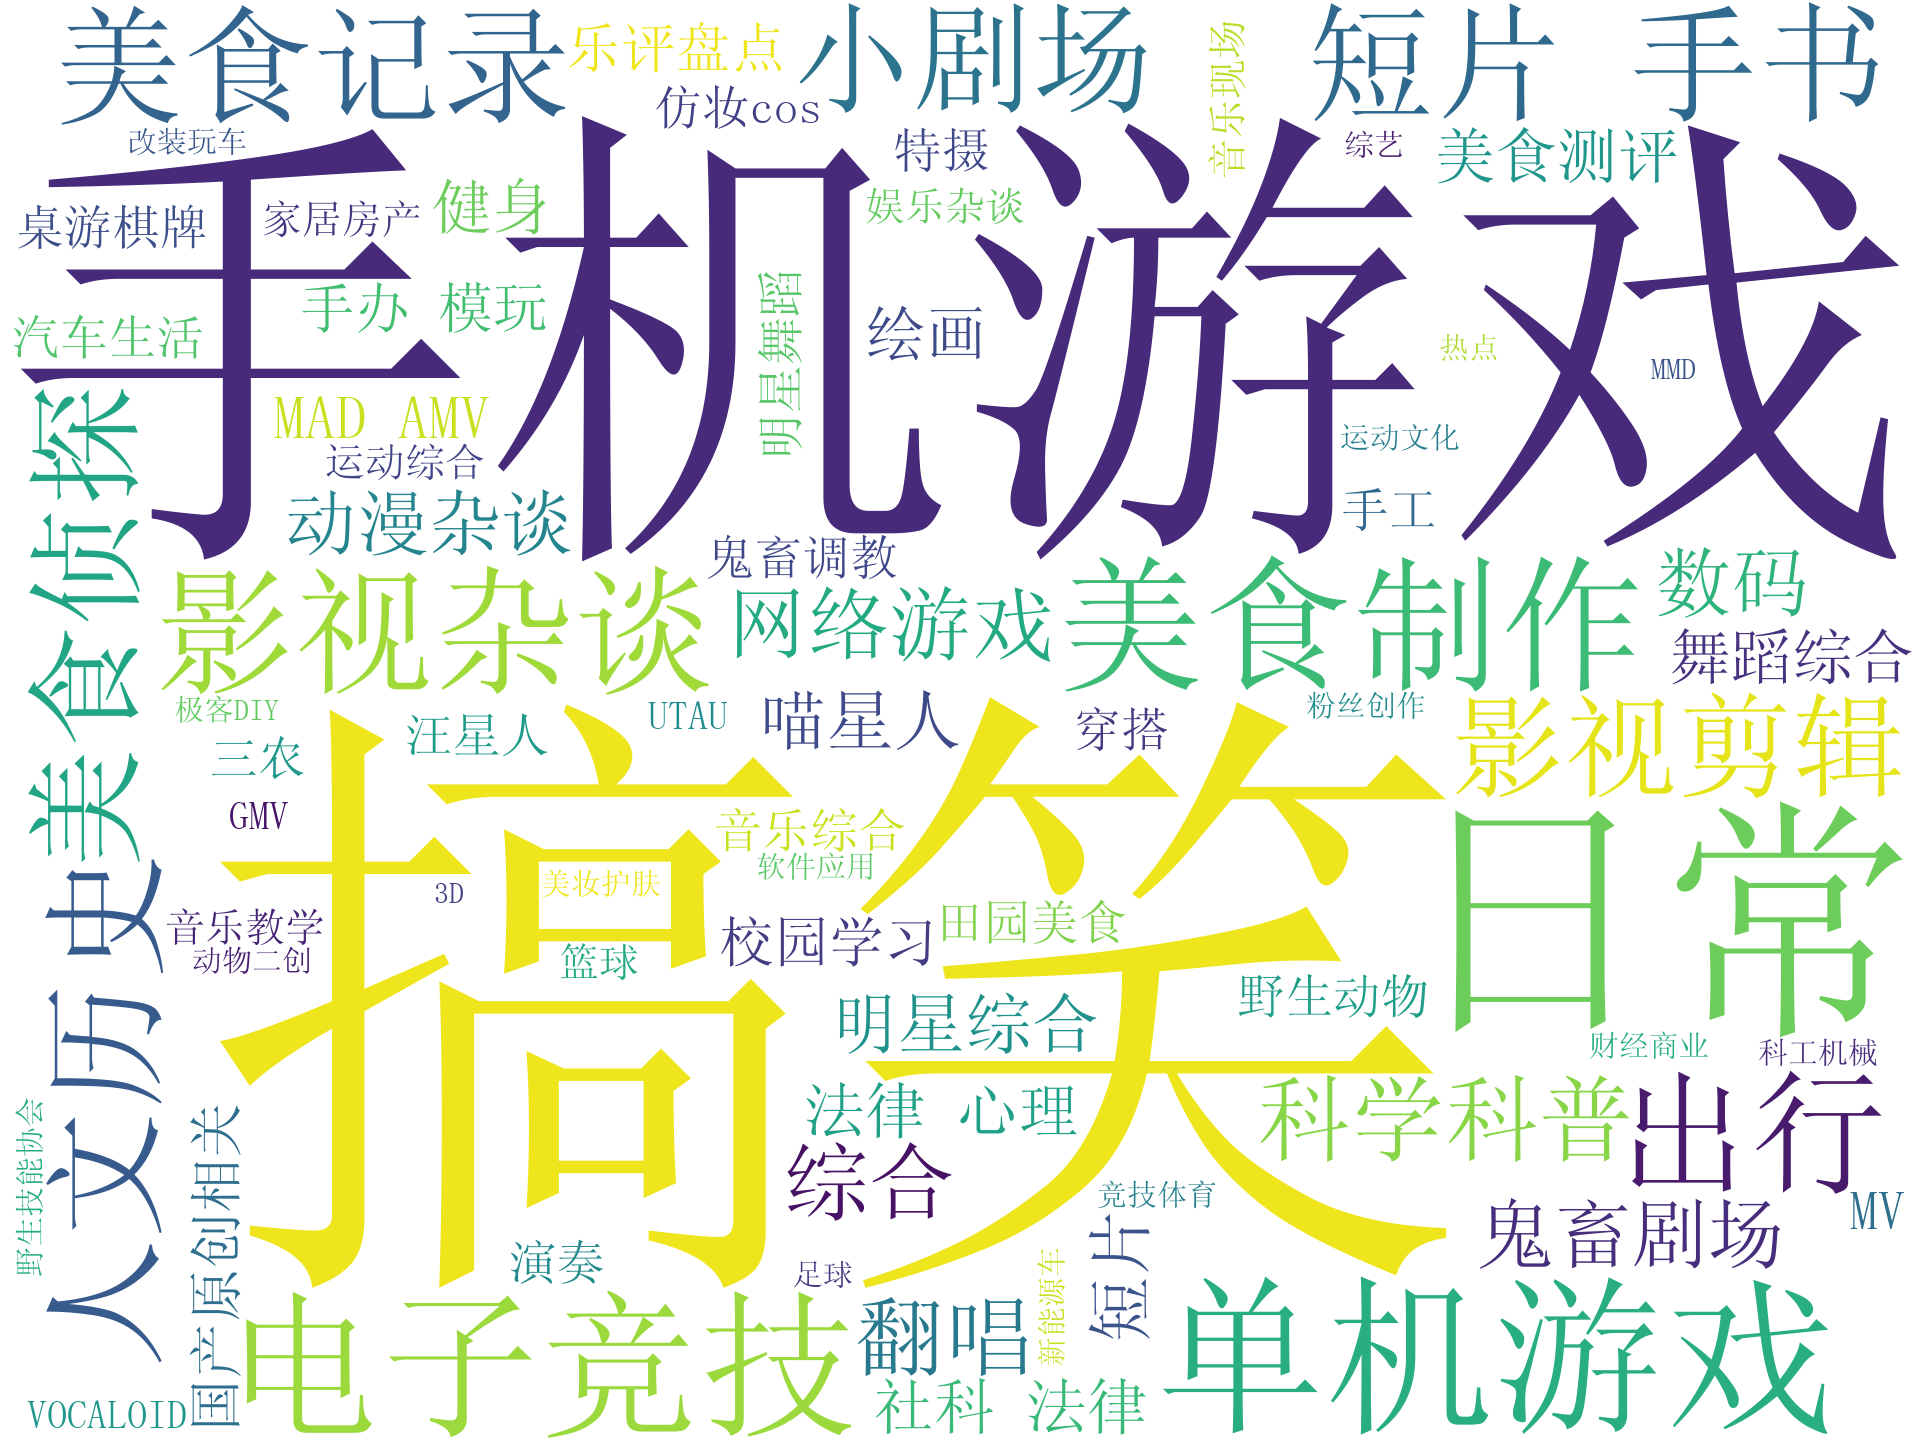 美食记录
乐评盘点
小剧场
音乐现场
短片 手书
仿妆cos
改装玩车
特摄
综艺
美食测评
手机游戏
桌游棋牌
家居房产
健身
娱乐杂谈
手办 模玩
汽车生活
明星舞蹈
绘画
热点
MMD
MAD AMV
运动综合
运动文化
动漫杂谈
手工
鬼畜调教
美食侦探
影视杂谈
网络游戏
美食制作
数码
舞蹈综合
极客DIY
汪星人
UTAU
喵星人
穿搭
粉丝创作
影视剪辑
三农
GMV
搞笑
音乐综合
软件应用
日常
3D
美妆护肤
音乐教学
动物二创
篮球
校园学习
田园美食
野生动物
人文历史
明星综合
财经商业
科工机械
法律 心理
科学科普
出行
野生技能协会
国产原创相关
综合
竞技体育
MV
鬼畜剧场
演奏
足球
新能源车
短片
电子竞技
翻唱
单机游戏
VOCALOID
社科 法律